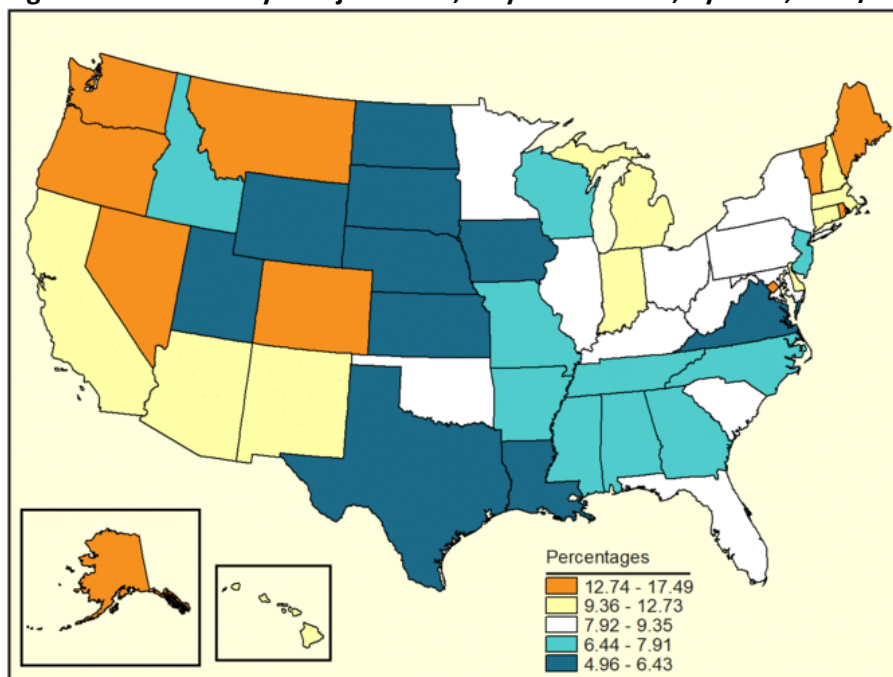 Percentages
12.74 - 17.49
9.36 - 12.73
7.92 - 9.35
6.44 - 7.91
4.96 - 6.43